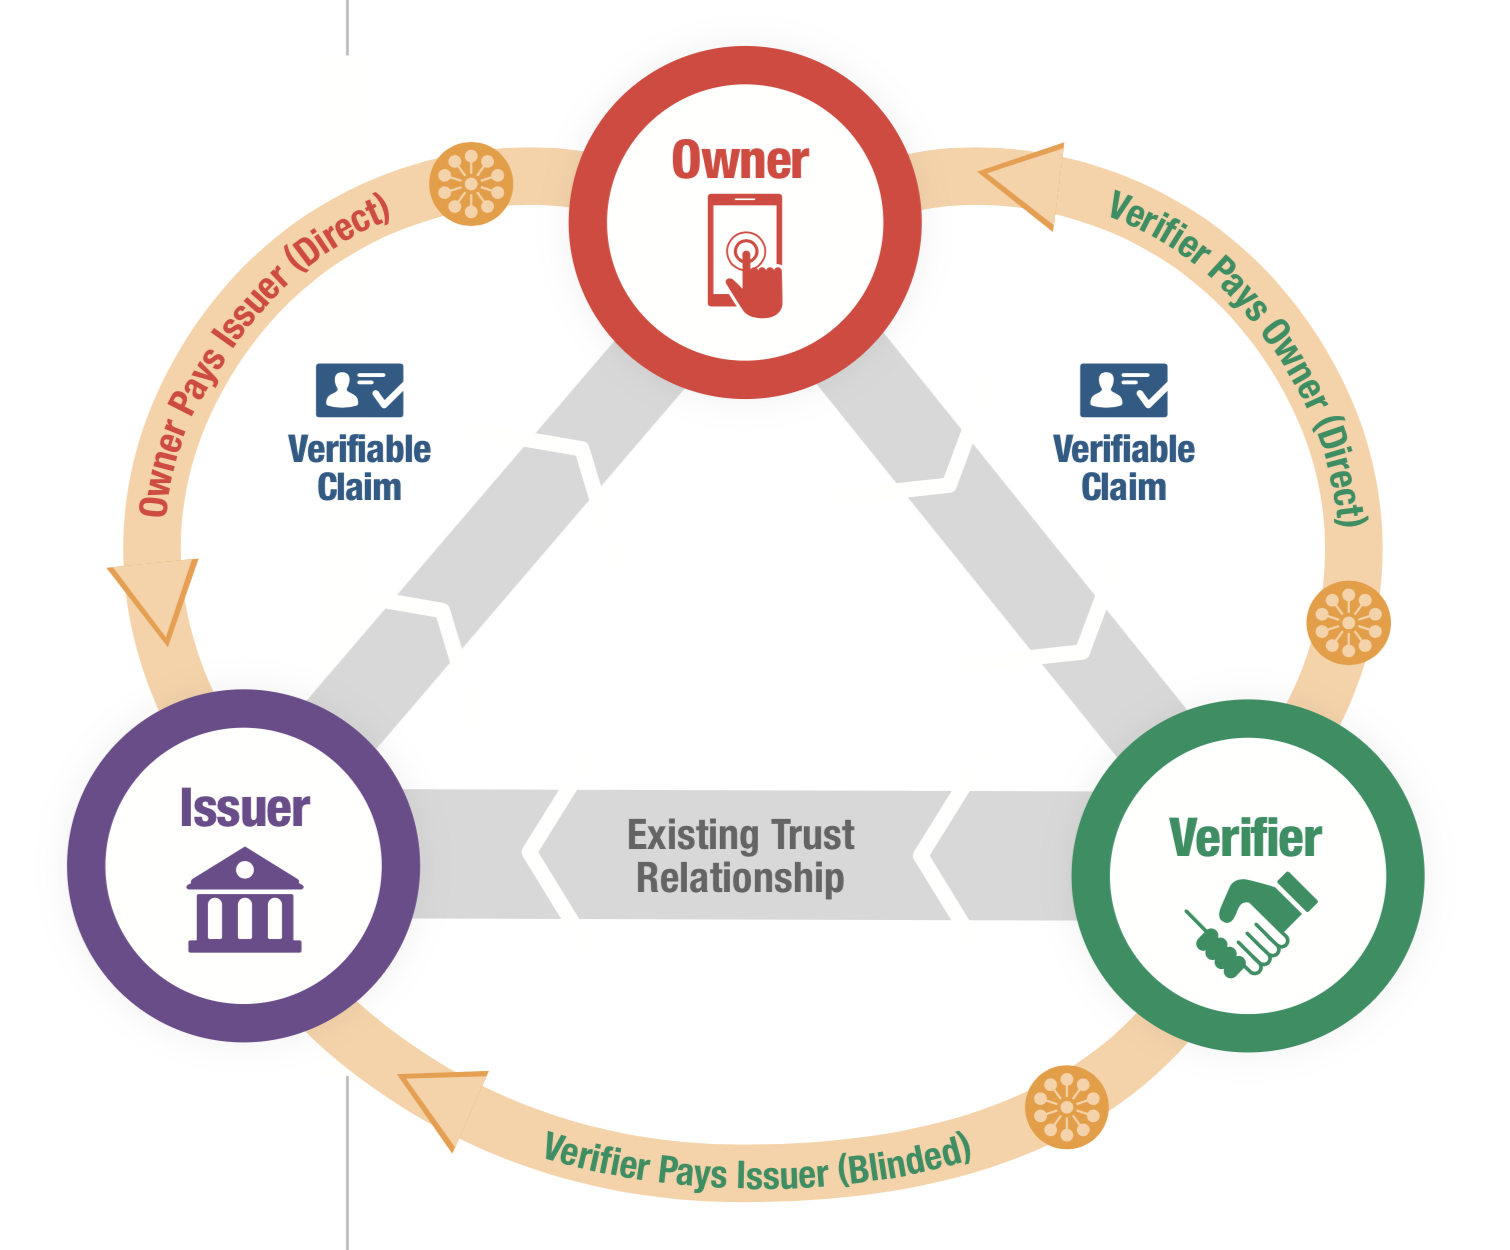 Owner
Owner Pays Issuer (Direct)
Verifier Pays Owner (Direct)
Verifiable
Claim
Verifiable
Claim
Issuer
Existing Trust
Relationship
Verifier
Verifier Pays Issuer (Blinded)